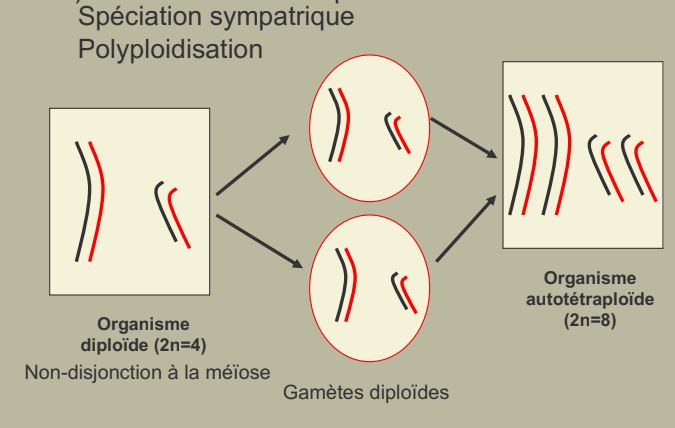 Spéciation sympatrique
Polyploidisation
Organisme
diploïde (2n=4)
Non-disjonction à la méïose
Gamètes diploïdes
Organisme
autotétraploïde
(2n=8)